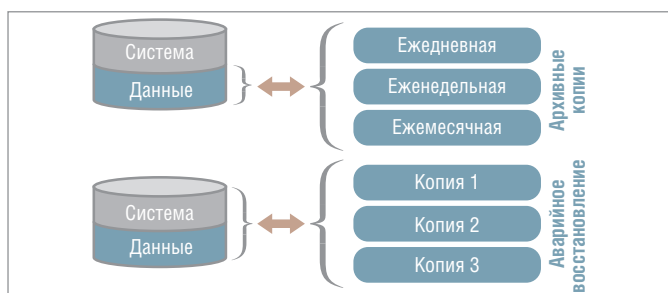 Система
Данные
Ежедневная
Еженедельная
Ежемесячная
Архивные
копии
Система
Данные
Копия 1
Копия 2
Копия 3
Аварийное
восстановление